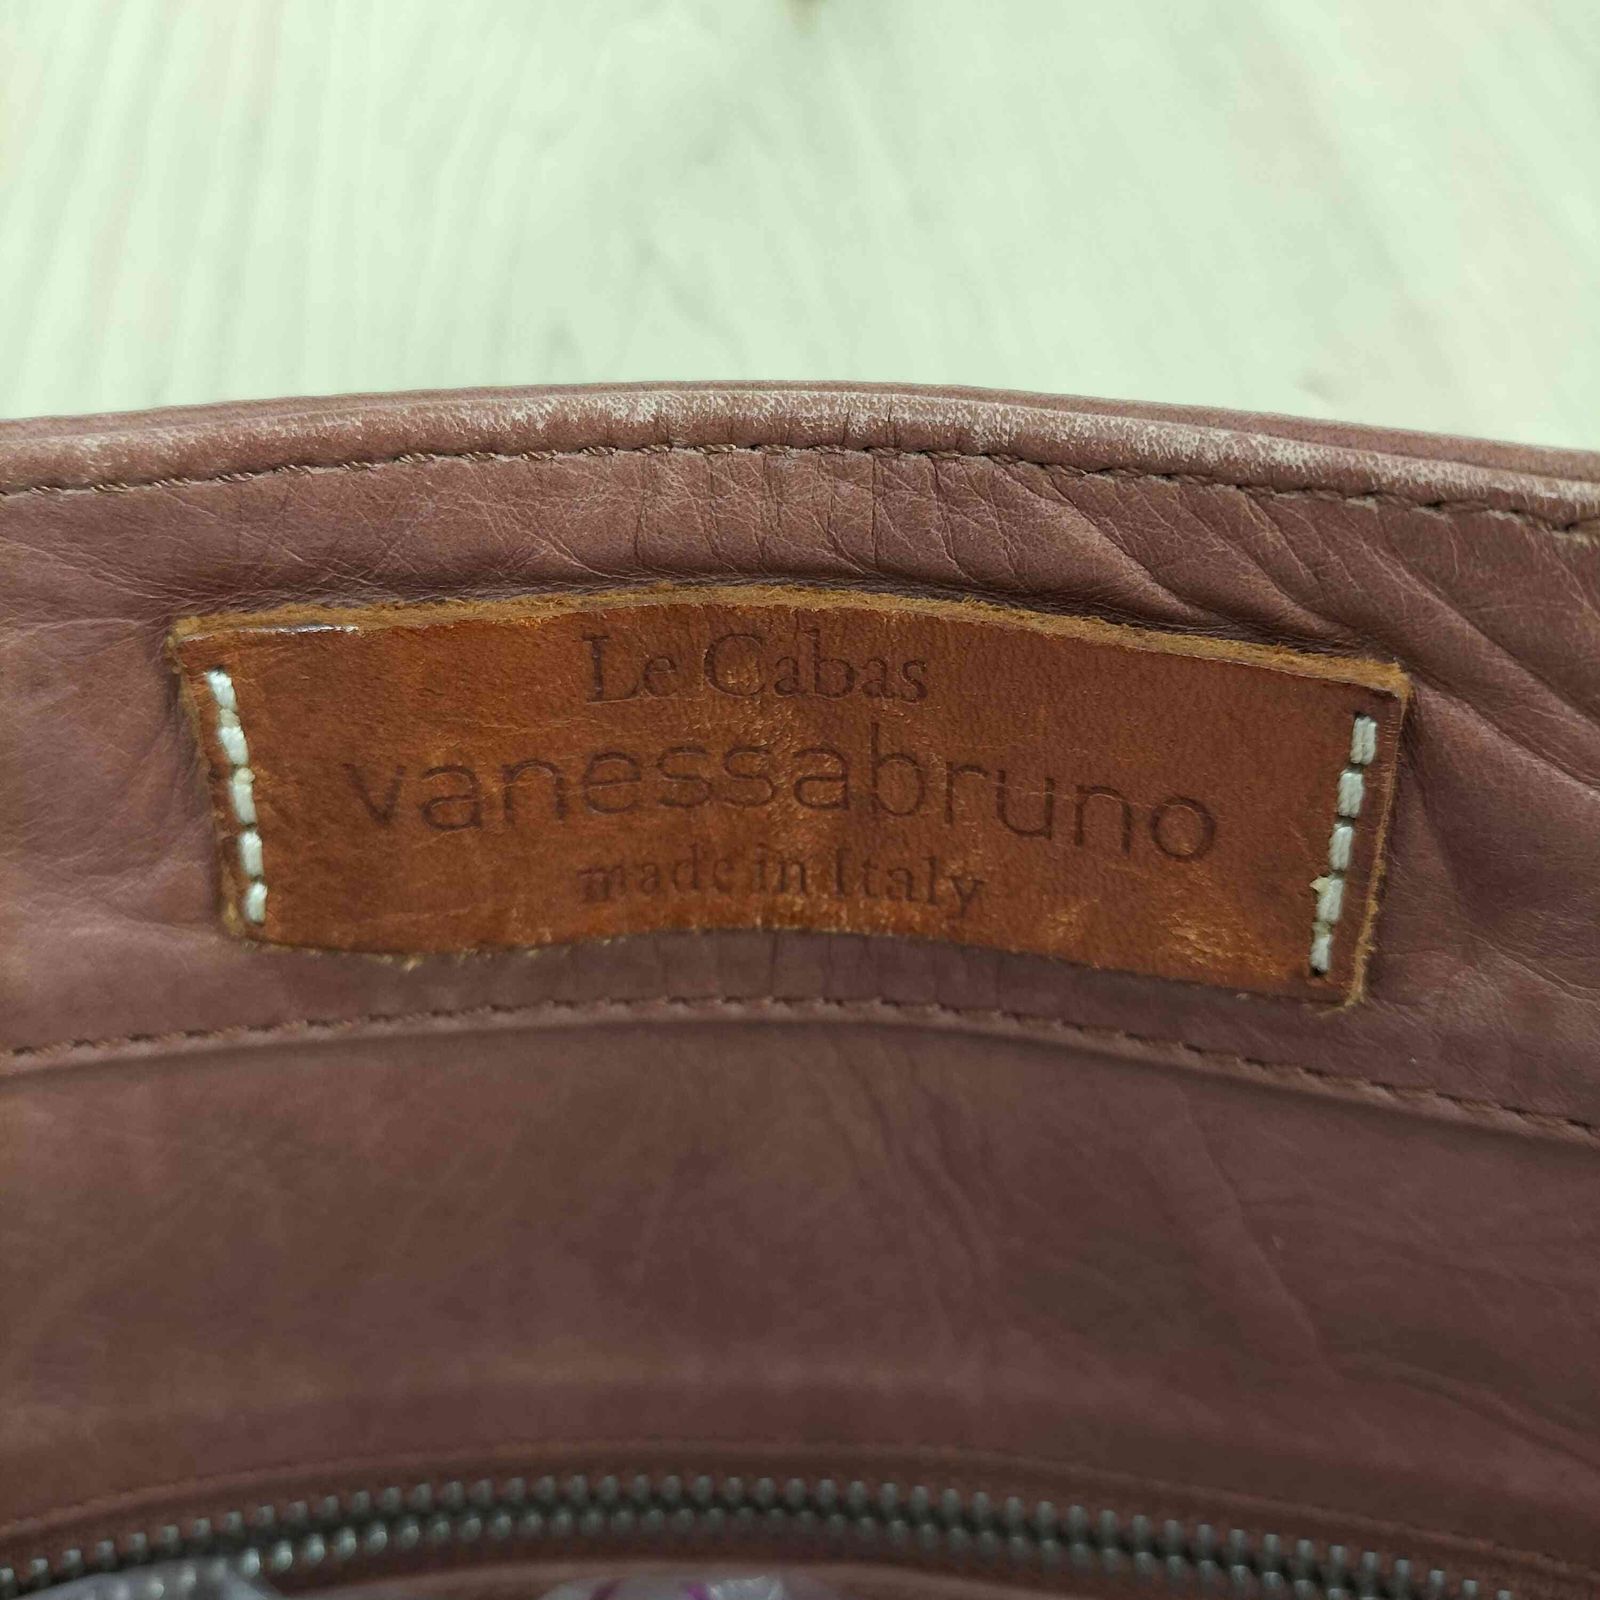 Le Cabas
vanessabruno
made in Italy